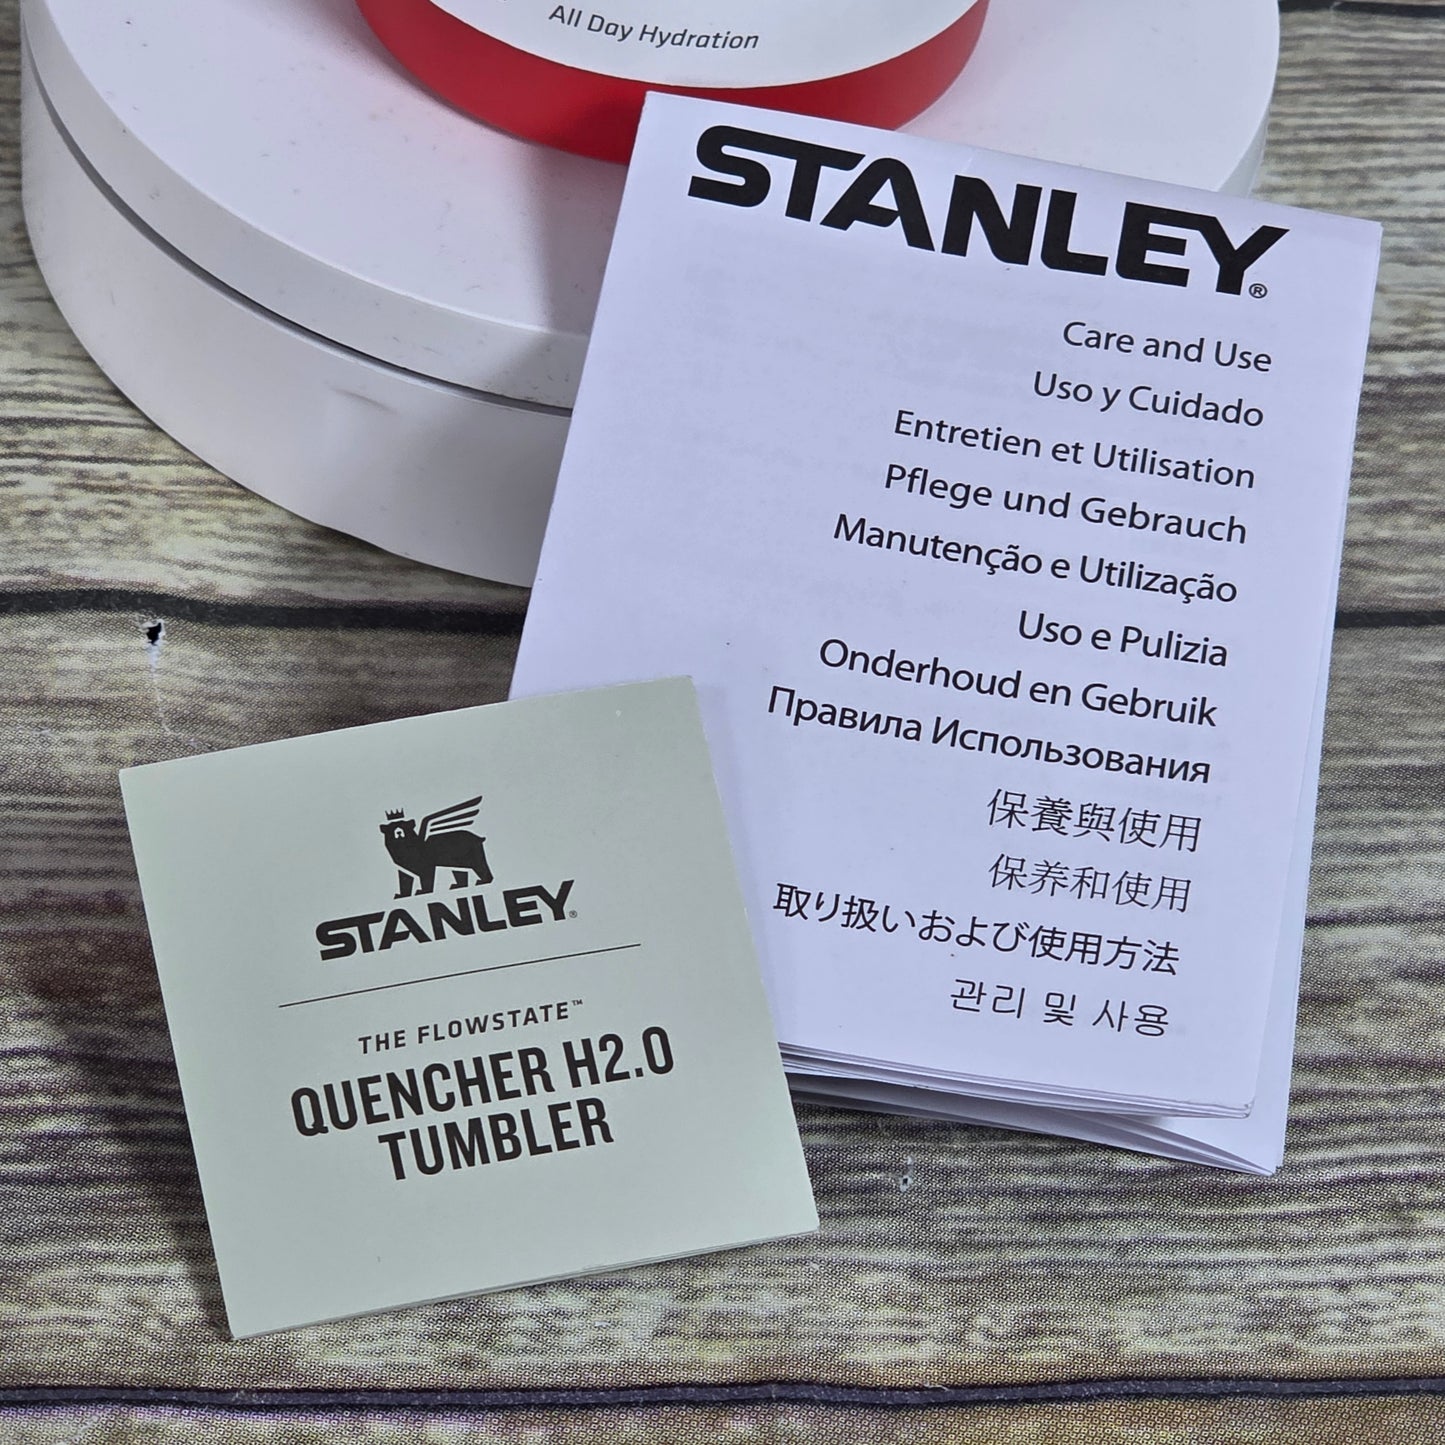 All Day Hydration
STANLEY®
Care and Use
Uso y Cuidado
Entretien et Utilisation
Pflege und Gebrauch
Manutenção e Utilização
Uso e Pulizia
Onderhoud en Gebruik
Правила Использования
保養與使用
保养和使用
取り扱いおよび使用方法
관리 및 사용
STANLEY®
THE FLOWSTATE™
QUENCHER H2.0
TUMBLER